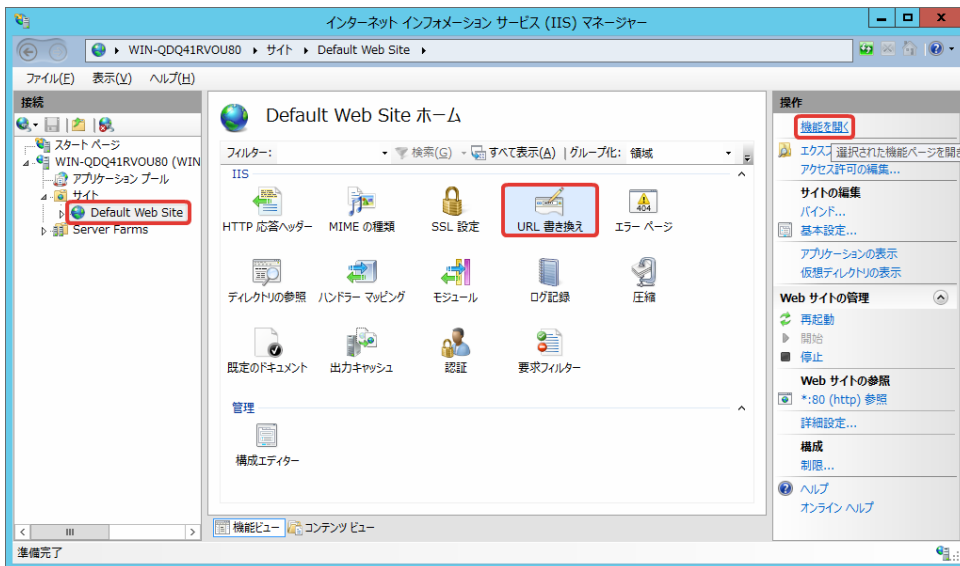 インターネット インフォメーション サービス (IIS) マネージャー
WIN-QDQ41RVOU80 サイト Default Web Site
ファイル(F) 表示(V) ヘルプ(H)
接続
スタート ページ
WIN-QDQ41RVOU80 (WIN
アプリケーション プール
サイト
Default Web Site
Server Farms
Default Web Site ホーム
フィルター: 検索(G) すべて表示(A) グループ化: 領域
IIS
HTTP 応答ヘッダー MIME の種類 SSL 設定 URL 書き換え エラー ページ
404
ディレクトリの参照 ハンドラー マッピング モジュール ログ記録 圧縮
既定のドキュメント 出力キャッシュ 認証 要求フィルター
管理
構成エディター
機能ビュー コンテンツ ビュー
操作
機能を開く
エクスプ
選択された機能ページを開き
アクセス許可の編集...
サイトの編集
バインド...
基本設定...
アプリケーションの表示
仮想ディレクトリの表示
Web サイトの管理
再起動
開始
停止
Web サイトの参照
*:80 (http) 参照
詳細設定...
構成
制限...
ヘルプ
オンライン ヘルプ
準備完了